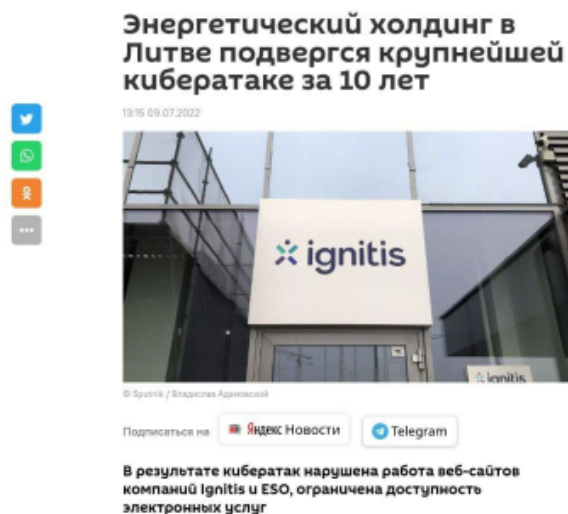 Энергетический холдинг в
Литве подвергся крупнейшей
кибератаке за 10 лет
13:15 09.07.2022
ignitis
ignitis
© Sputnik / Владислав Адамовский
Подписаться на
Яндекс Новости
Telegram
В результате кибератак нарушена работа веб-сайтов
компаний Ignitis и ESO, ограничена доступность
электронных услуг